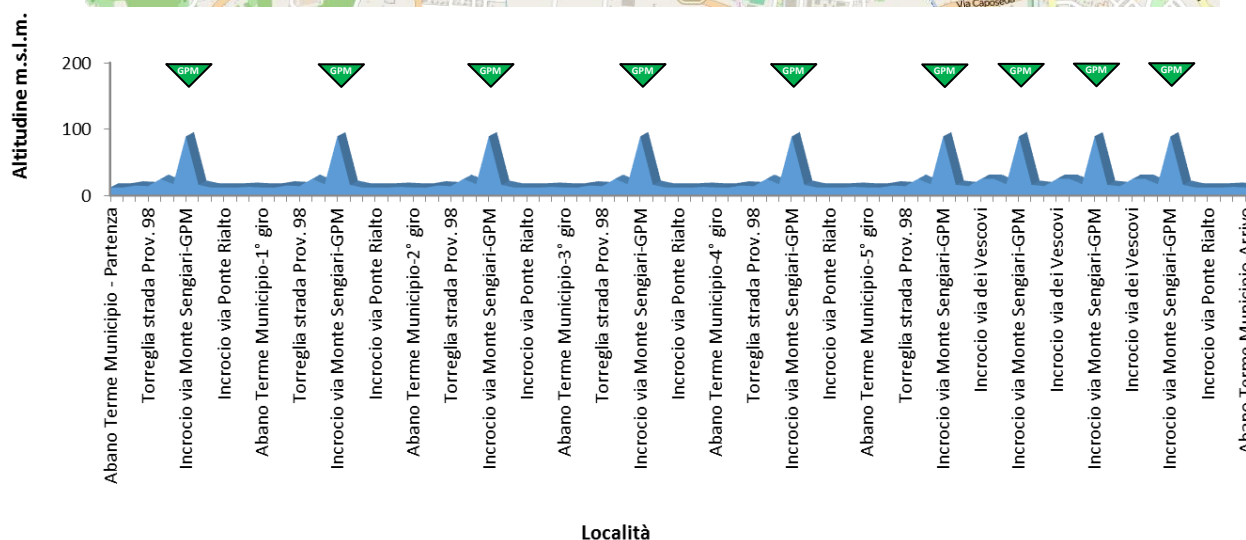 Via Caposeda
Altitudine m.s.l.m.
200
100
0
GPM
GPM
GPM
GPM
GPM
GPM
GPM
GPM
GPM
Abano Terme Municipio - Partenza
Torreglia strada Prov. 98
Incrocio via Monte Sengiari-GPM
Incrocio via Ponte Rialto
Abano Terme Municipio-1° giro
Torreglia strada Prov. 98
Incrocio via Monte Sengiari-GPM
Incrocio via Ponte Rialto
Abano Terme Municipio-2° giro
Torreglia strada Prov. 98
Incrocio via Monte Sengiari-GPM
Incrocio via Ponte Rialto
Abano Terme Municipio-3° giro
Torreglia strada Prov. 98
Incrocio via Monte Sengiari-GPM
Incrocio via Ponte Rialto
Abano Terme Municipio-4° giro
Torreglia strada Prov. 98
Incrocio via Monte Sengiari-GPM
Incrocio via Ponte Rialto
Abano Terme Municipio-5° giro
Torreglia strada Prov. 98
Incrocio via Monte Sengiari-GPM
Incrocio via dei Vescovi
Incrocio via Monte Sengiari-GPM
Incrocio via dei Vescovi
Incrocio via Monte Sengiari-GPM
Incrocio via dei Vescovi
Incrocio via Monte Sengiari-GPM
Incrocio via Ponte Rialto
Abano Terme Municipio Arrivo
Località